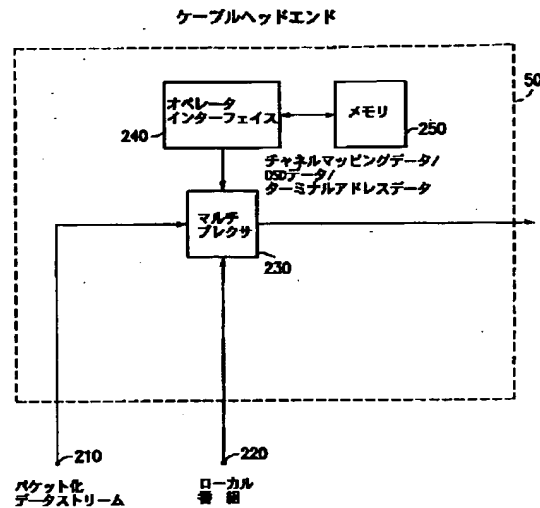 ケーブルヘッドエンド
50
オペレータ
インターフェイス
240
メモリ
250
チャネルマッピングデータ/
DSDデータ/
ターミナルアドレスデータ
マルチ
プレクサ
230
210
パケット化
データストリーム
220
ローカル
番組